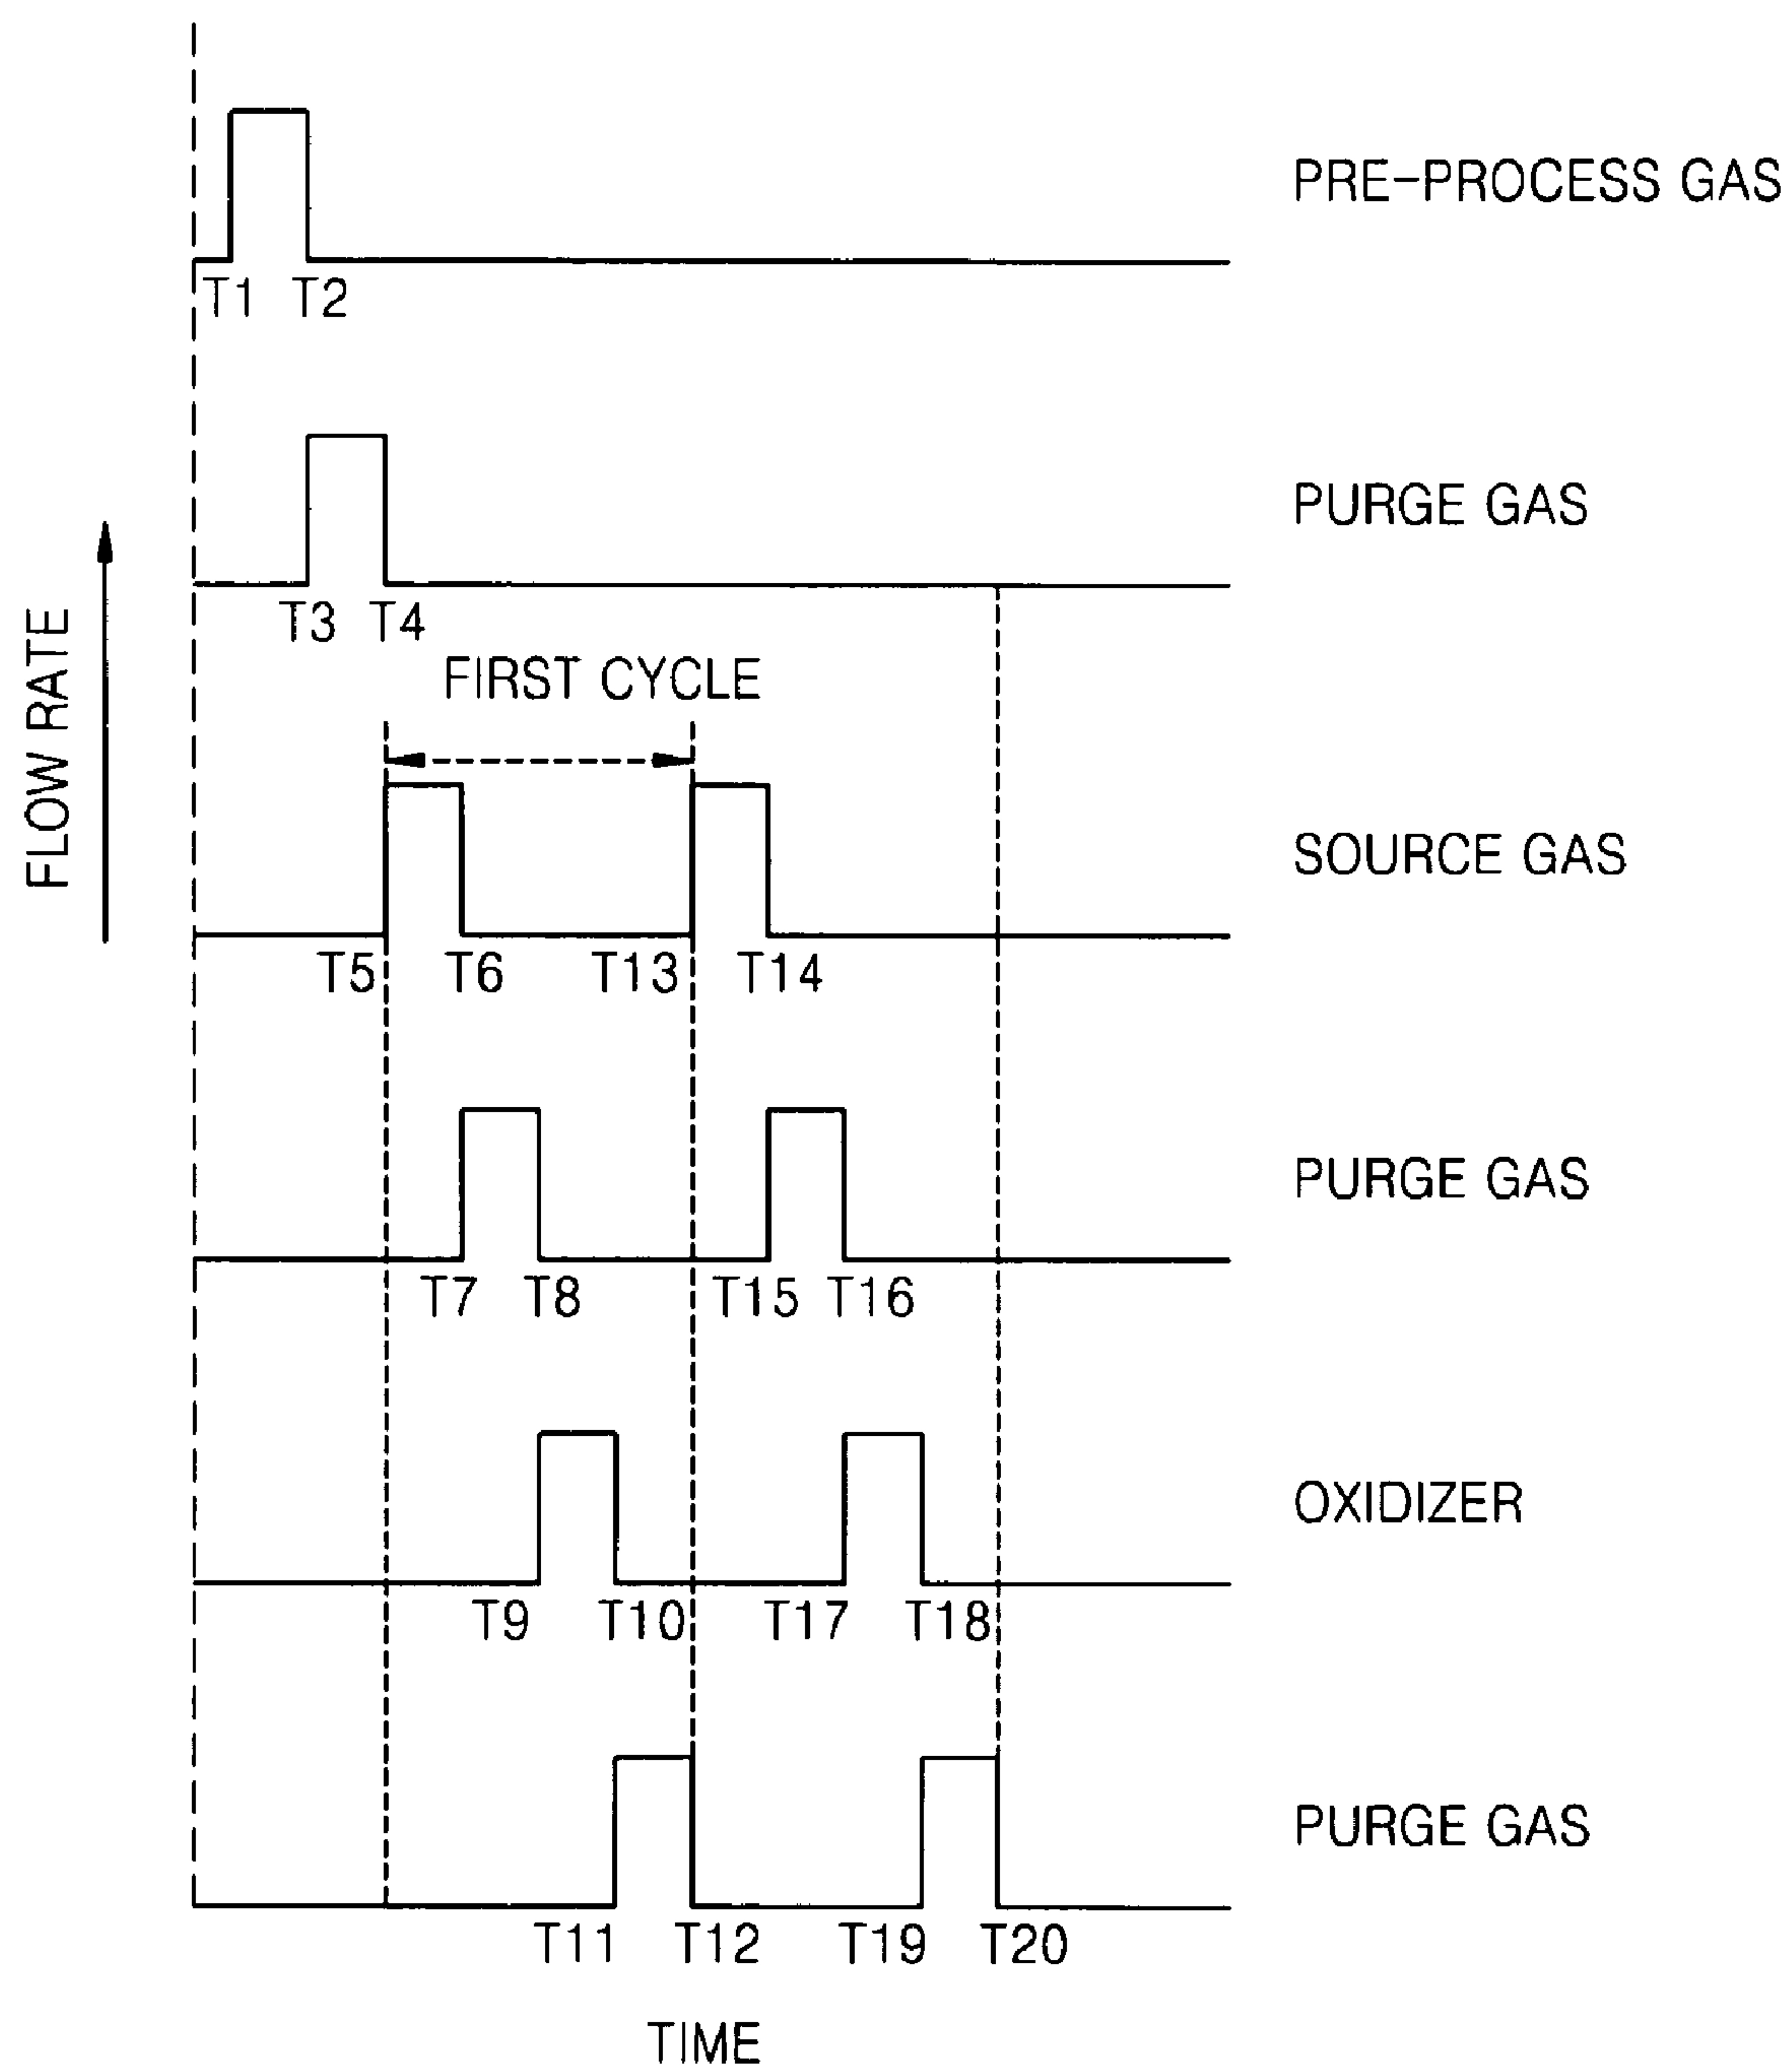 PRE-PROCESS GAS
T1 T2
PURGE GAS
T3 T4
FIRST CYCLE
FLOW RATE
SOURCE GAS
T5 T6 T13 T14
PURGE GAS
T7 T8 T15 T16
OXIDIZER
T9 T10 T17 T18
PURGE GAS
T11 T12 T19 T20
TIME